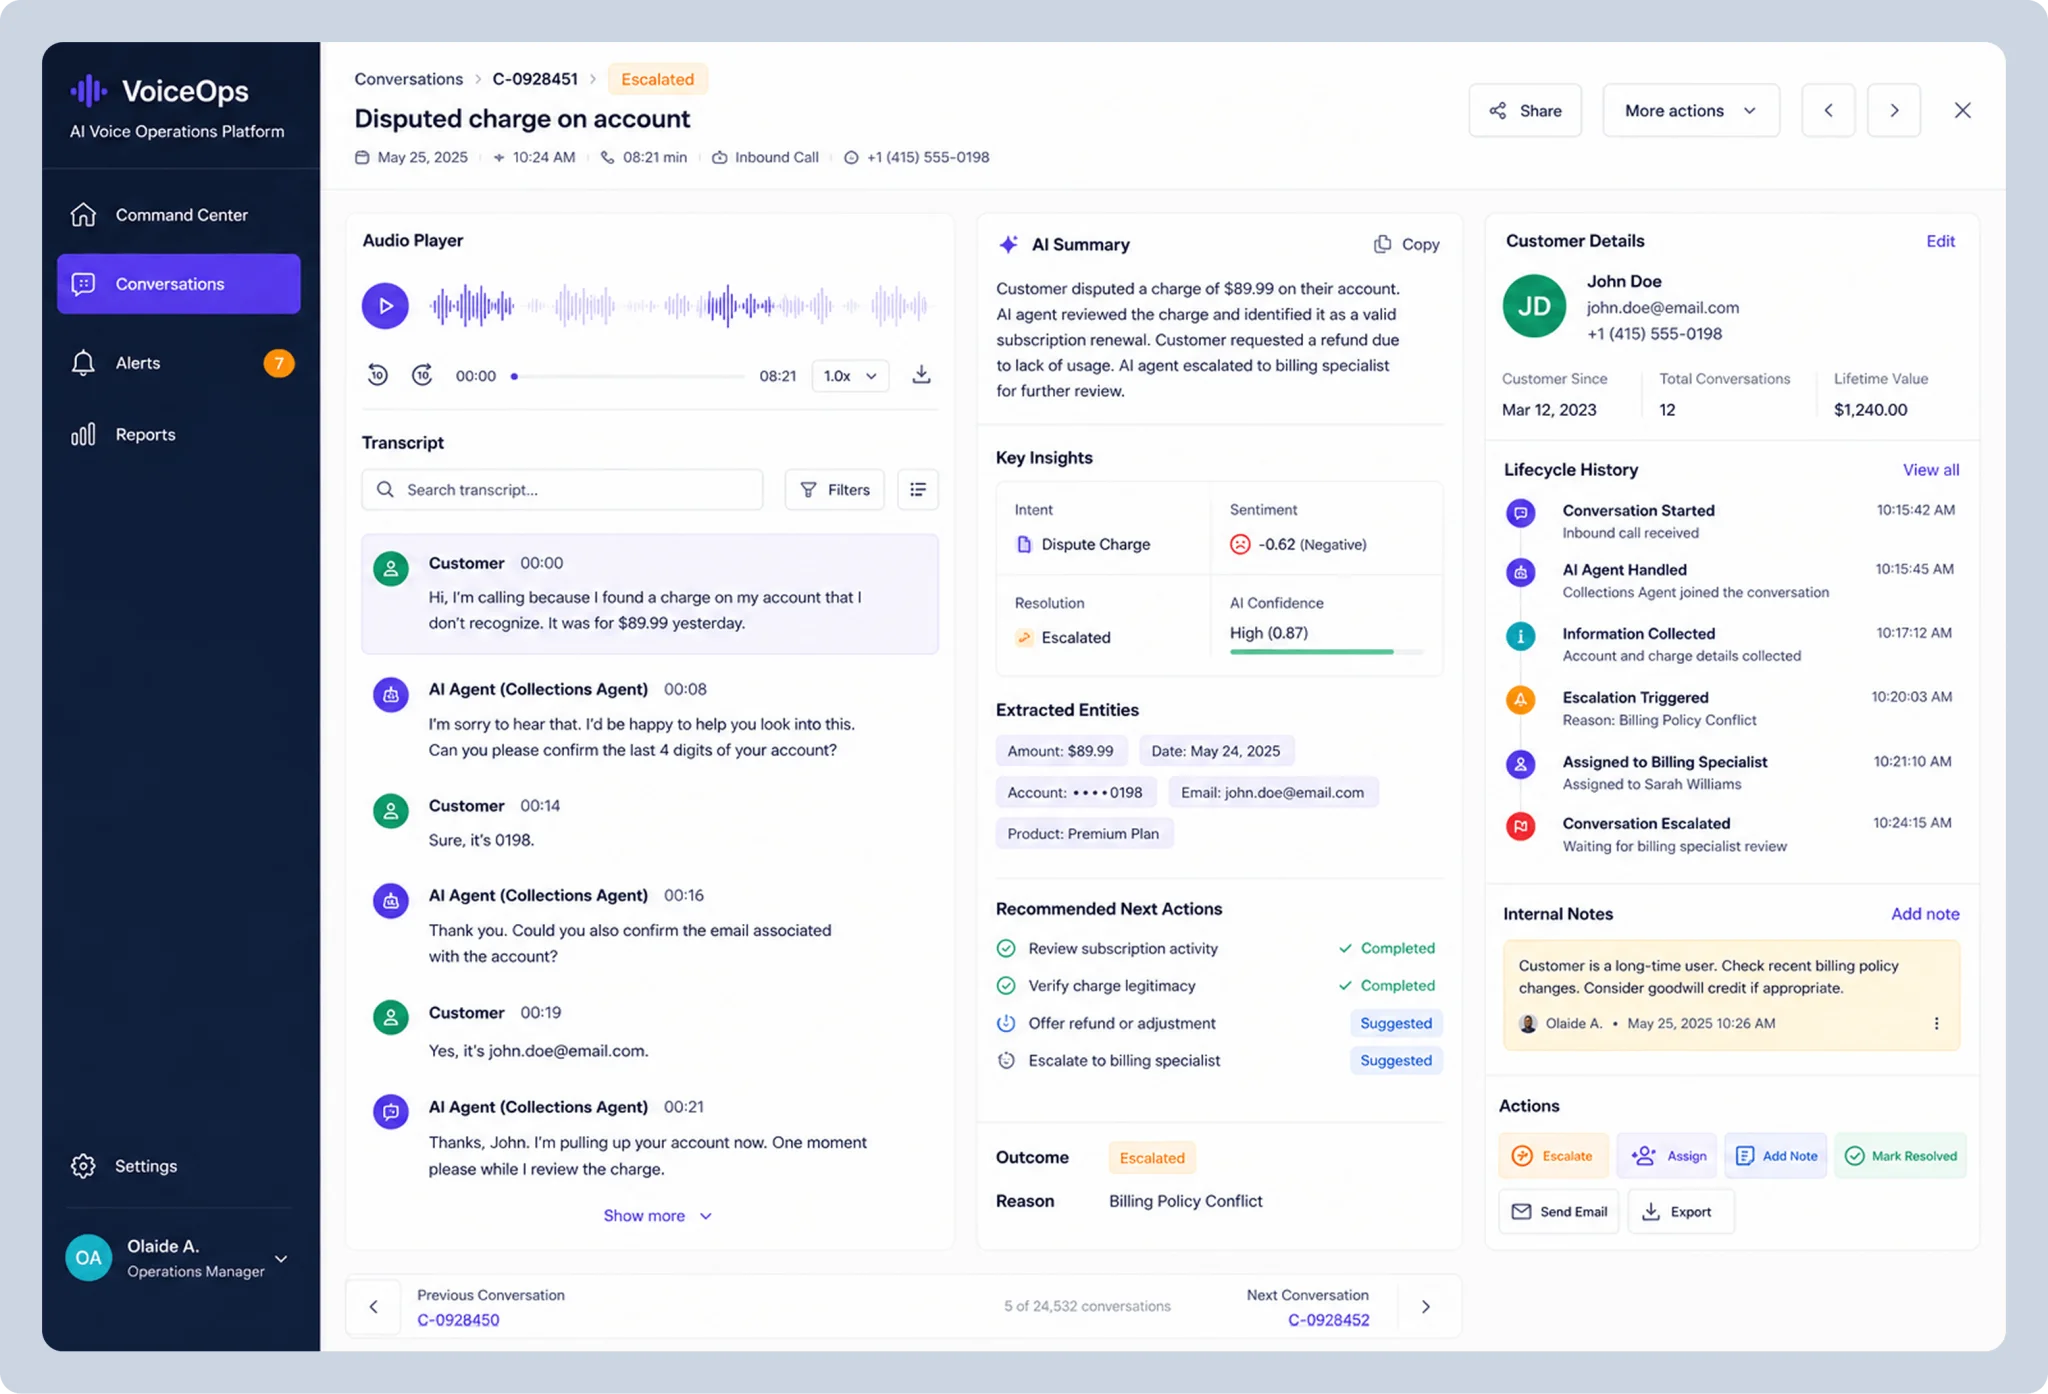 VoiceOps
AI Voice Operations Platform
Command Center
Conversations
Alerts
7
Reports
Settings
OA
Olaide A.
Operations Manager
Conversations > C-0928451 > Escalated
Disputed charge on account
May 25, 2025
10:24 AM
08:21 min
Inbound Call
+1 (415) 555-0198
Share
More actions
Audio Player
10
10
00:00
08:21
1.0x
Transcript
Search transcript...
Filters
Customer 00:00
Hi, I'm calling because I found a charge on my account that I
don't recognize. It was for $89.99 yesterday.
AI Agent (Collections Agent) 00:08
I'm sorry to hear that. I'd be happy to help you look into this.
Can you please confirm the last 4 digits of your account?
Customer 00:14
Sure, it's 0198.
AI Agent (Collections Agent) 00:16
Thank you. Could you also confirm the email associated
with the account?
Customer 00:19
Yes, it's john.doe@email.com.
AI Agent (Collections Agent) 00:21
Thanks, John. I'm pulling up your account now. One moment
please while I review the charge.
Show more
AI Summary
Copy
Customer disputed a charge of $89.99 on their account.
AI agent reviewed the charge and identified it as a valid
subscription renewal. Customer requested a refund due
to lack of usage. AI agent escalated to billing specialist
for further review.
Key Insights
Intent
Dispute Charge
Sentiment
-0.62 (Negative)
Resolution
Escalated
AI Confidence
High (0.87)
Extracted Entities
Amount: $89.99
Date: May 24, 2025
Account: ••••0198
Email: john.doe@email.com
Product: Premium Plan
Recommended Next Actions
Review subscription activity
Completed
Verify charge legitimacy
Completed
Offer refund or adjustment
Suggested
Escalate to billing specialist
Suggested
Outcome
Escalated
Reason
Billing Policy Conflict
Customer Details
Edit
JD
John Doe
john.doe@email.com
+1 (415) 555-0198
Customer Since
Mar 12, 2023
Total Conversations
12
Lifetime Value
$1,240.00
Lifecycle History
View all
Conversation Started
10:15:42 AM
Inbound call received
AI Agent Handled
10:15:45 AM
Collections Agent joined the conversation
Information Collected
10:17:12 AM
Account and charge details collected
Escalation Triggered
10:20:03 AM
Reason: Billing Policy Conflict
Assigned to Billing Specialist
10:21:10 AM
Assigned to Sarah Williams
Conversation Escalated
10:24:15 AM
Waiting for billing specialist review
Internal Notes
Add note
Customer is a long-time user. Check recent billing policy
changes. Consider goodwill credit if appropriate.
Olaide A. • May 25, 2025 10:26 AM
Actions
Escalate
Assign
Add Note
Mark Resolved
Send Email
Export
Previous Conversation
C-0928450
5 of 24,532 conversations
Next Conversation
C-0928452